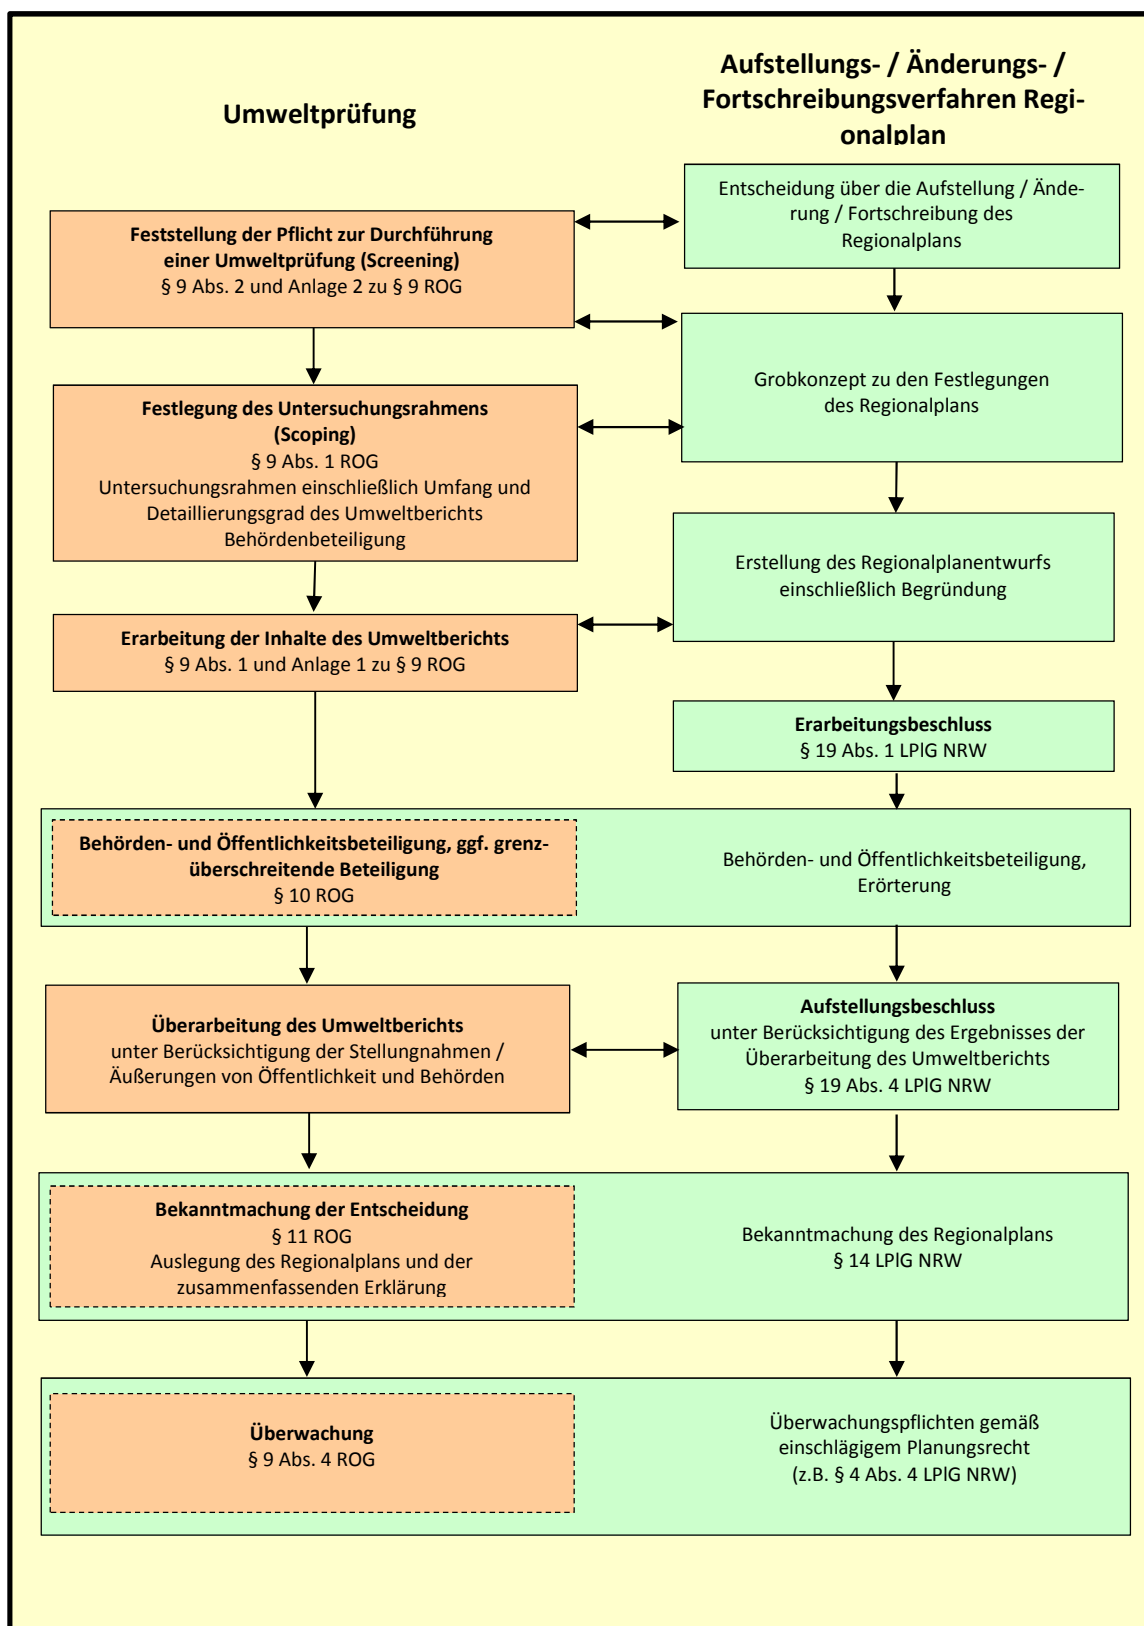 Umweltprüfung
Aufstellungs- / Änderungs- /
Fortschreibungsverfahren Regi-
onalplan
Entscheidung über die Aufstellung / Ände-
rung / Fortschreibung des
Regionalplans
Feststellung der Pflicht zur Durchführung
einer Umweltprüfung (Screening)
§ 9 Abs. 2 und Anlage 2 zu § 9 ROG
Grobkonzept zu den Festlegungen
des Regionalplans
Festlegung des Untersuchungsrahmens
(Scoping)
§ 9 Abs. 1 ROG
Untersuchungsrahmen einschließlich Umfang und
Detaillierungsgrad des Umweltberichts
Behördenbeteiligung
Erstellung des Regionalplanentwurfs
einschließlich Begründung
Erarbeitung der Inhalte des Umweltberichts
§ 9 Abs. 1 und Anlage 1 zu § 9 ROG
Erarbeitungsbeschluss
§ 19 Abs. 1 LPlG NRW
Behörden- und Öffentlichkeitsbeteiligung, ggf. grenz-
überschreitende Beteiligung
§ 10 ROG
Behörden- und Öffentlichkeitsbeteiligung,
Erörterung
Überarbeitung des Umweltberichts
unter Berücksichtigung der Stellungnahmen /
Äußerungen von Öffentlichkeit und Behörden
Aufstellungsbeschluss
unter Berücksichtigung des Ergebnisses der
Überarbeitung des Umweltberichts
§ 19 Abs. 4 LPlG NRW
Bekanntmachung der Entscheidung
§ 11 ROG
Auslegung des Regionalplans und der
zusammenfassenden Erklärung
Bekanntmachung des Regionalplans
§ 14 LPlG NRW
Überwachung
§ 9 Abs. 4 ROG
Überwachungspflichten gemäß
einschlägigem Planungsrecht
(z.B. § 4 Abs. 4 LPlG NRW)